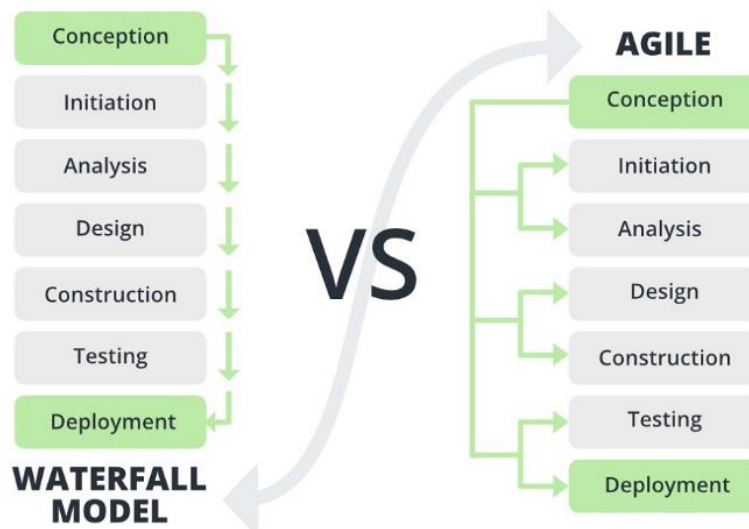 Conception
Initiation
Analysis
Design
Construction
Testing
Deployment
WATERFALL
MODEL
VS
AGILE
Conception
Initiation
Analysis
Design
Construction
Testing
Deployment